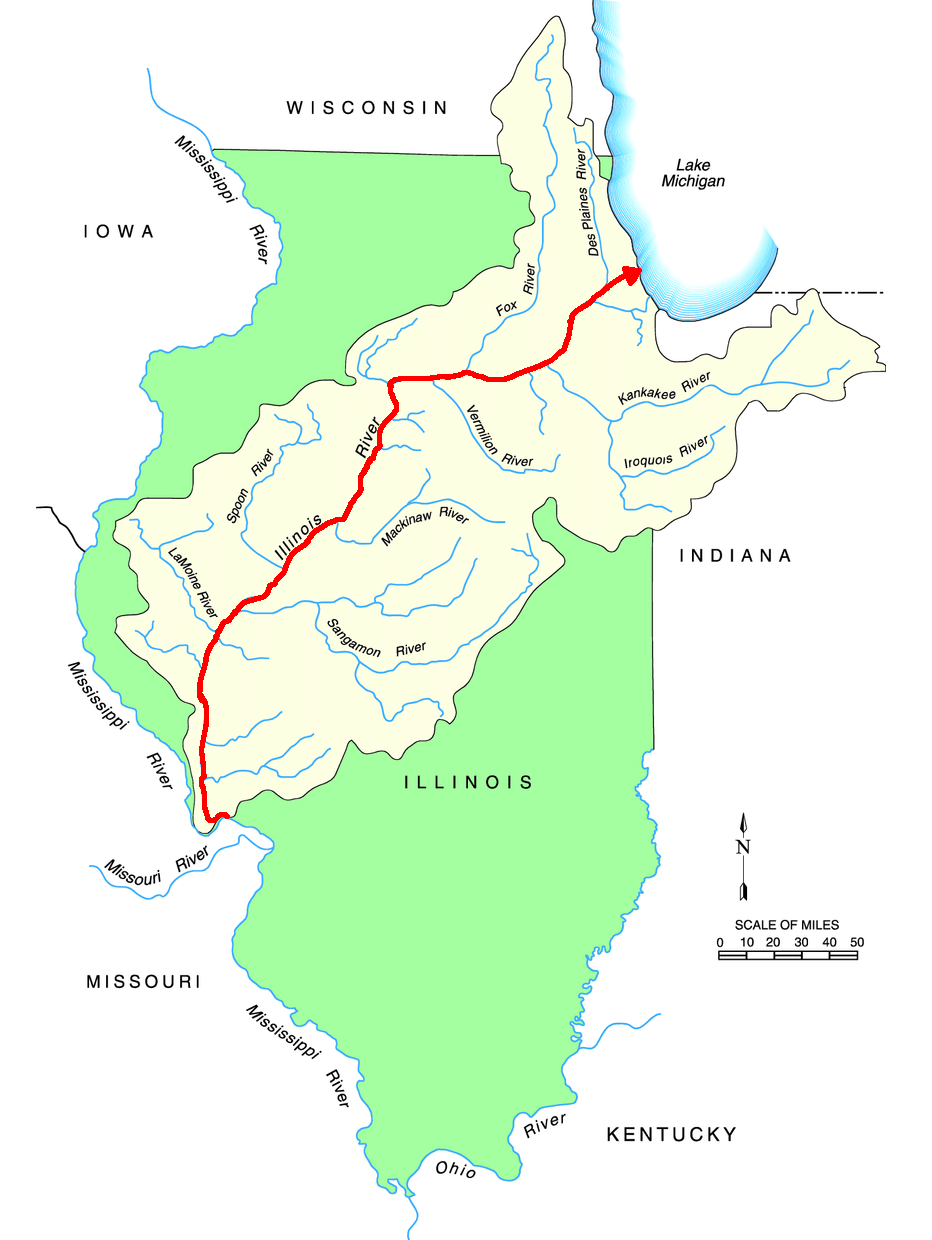 WISCONSIN
Lake
Michigan
Mississippi
River
IOWA
Des Plaines River
Fox
River
Kankakee River
Vermilion River
Iroquois River
River
Illinois
Spoon River
Mackinaw River
LaMoine River
INDIANA
Sangamon River
Mississippi
River
ILLINOIS
Missouri River
N
SCALE OF MILES
0 10 20 30 40 50
MISSOURI
Mississippi
River
Ohio
River
KENTUCKY